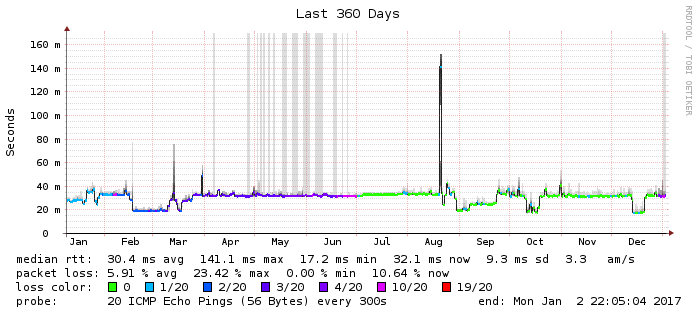 Last 360 Days
RRDTOOL / TOBI OETIKER
Seconds
160 m
140 m
120 m
100 m
80 m
60 m
40 m
20 m
0
Jan Feb Mar Apr May Jun Jul Aug Sep Oct Nov Dec
median rtt: 30.4 ms avg 141.1 ms max 17.2 ms min 32.1 ms now 9.3 ms sd 3.3 am/s
packet loss: 5.91 % avg 23.42 % max 0.00 % min 10.64 % now
loss color: 0 1/20 2/20 3/20 4/20 10/20 19/20
probe: 20 ICMP Echo Pings (56 Bytes) every 300s end: Mon Jan 2 22:05:04 2017